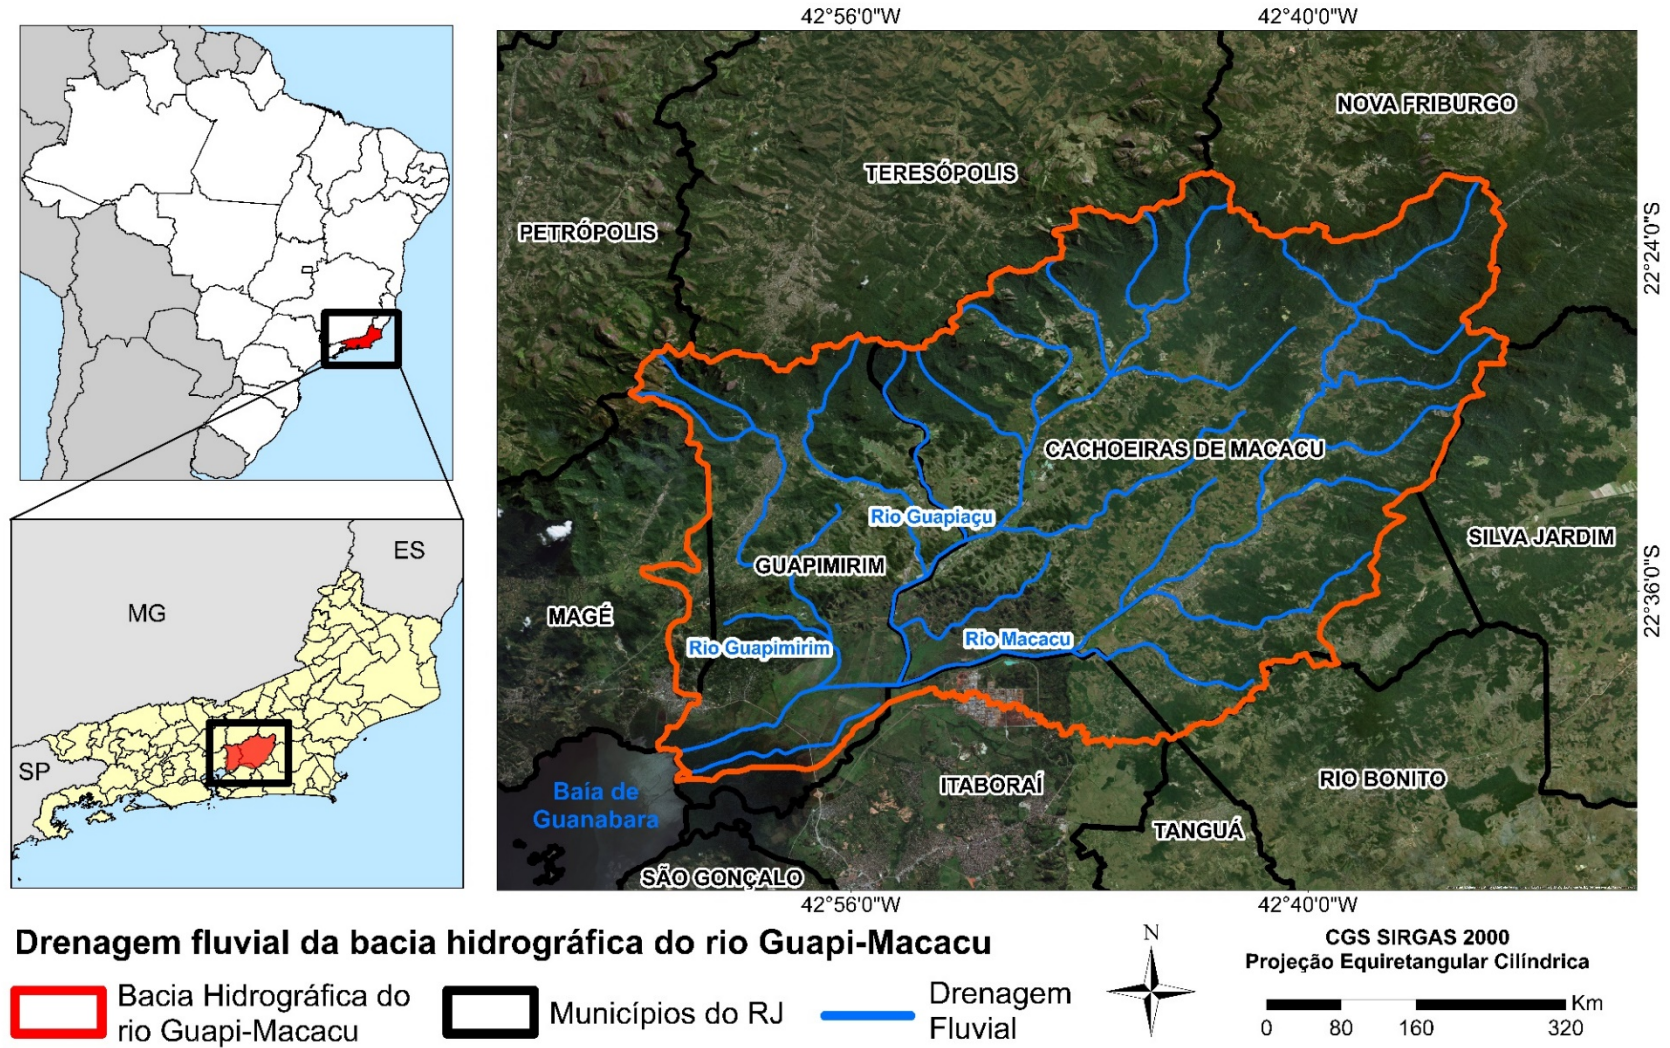 42°56'0"W
42°40'0"W
NOVA FRIBURGO
TERESÓPOLIS
PETRÓPOLIS
22°24'0"S
CACHOEIRAS DE MACACU
Rio Guapiaçu
SILVA JARDIM
GUAPIMIRIM
22°36'0"S
MAGÉ
Rio Guapimirim
Rio Macacu
ITABORAÍ
RIO BONITO
Baía de
Guanabara
TANGUÁ
SÃO GONÇALO
42°56'0"W
42°40'0"W
ES
MG
SP
Drenagem fluvial da bacia hidrográfica do rio Guapi-Macacu
Bacia Hidrográfica do
rio Guapi-Macacu
Municípios do RJ
Drenagem
Fluvial
N
CGS SIRGAS 2000
Projeção Equiretangular Cilíndrica
Km
0 80 160 320